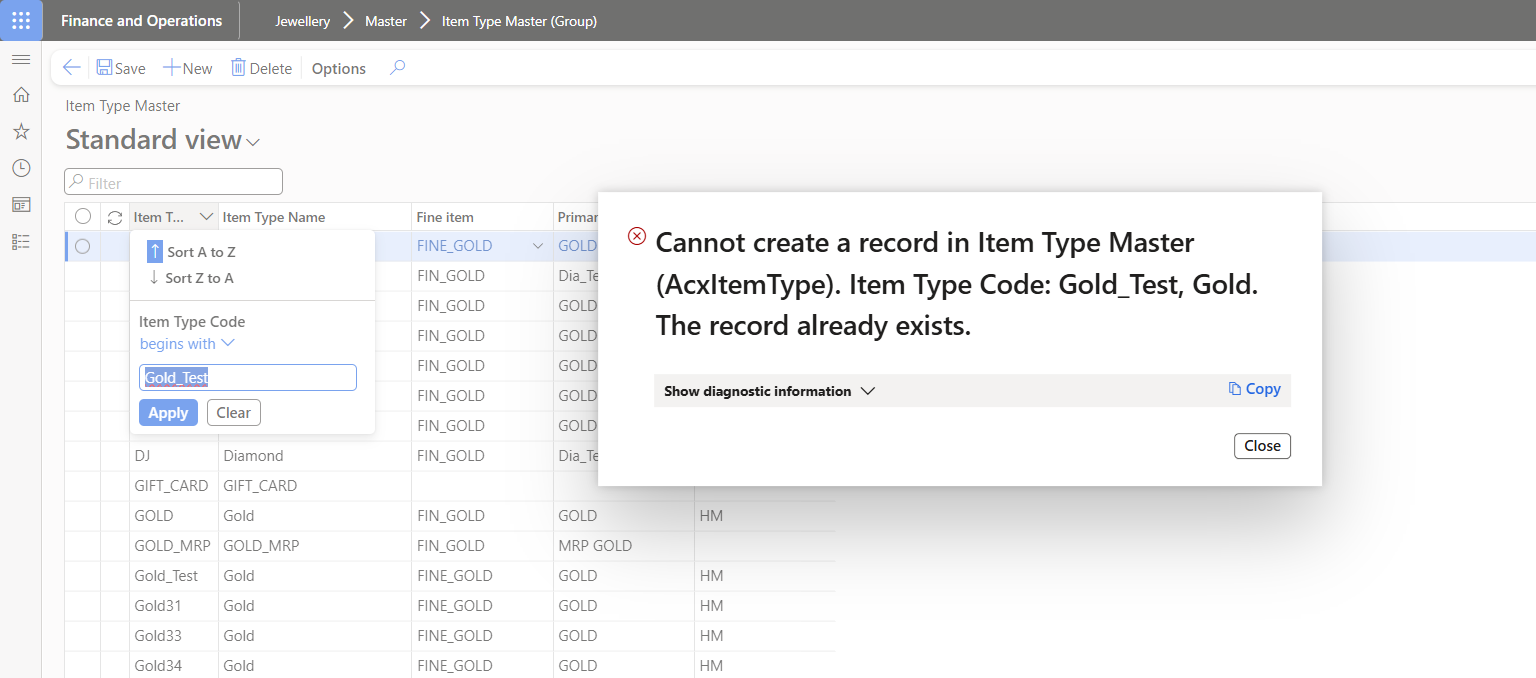 Finance and Operations
Jewellery > Master > Item Type Master (Group)
Save New Delete Options
Item Type Master
Standard view
Filter
Item T... Item Type Name Fine item Primar
Sort A to Z
Sort Z to A
Item Type Code
begins with
Gold_Test
Apply Clear
FINE_GOLD GOLD
FIN_GOLD Dia_Te
FIN_GOLD GOLD
FIN_GOLD GOLD
FIN_GOLD GOLD
FIN_GOLD GOLD
FIN_GOLD GOLD
DJ Diamond FIN_GOLD Dia_Te
GIFT_CARD GIFT_CARD
GOLD Gold FIN_GOLD GOLD HM
GOLD_MRP GOLD_MRP FIN_GOLD MRP GOLD
Gold_Test Gold FINE_GOLD GOLD HM
Gold31 Gold FINE_GOLD GOLD HM
Gold33 Gold FINE_GOLD GOLD HM
Gold34 Gold FINE_GOLD GOLD HM
Cannot create a record in Item Type Master
(AcxItemType). Item Type Code: Gold_Test, Gold.
The record already exists.
Show diagnostic information Copy
Close